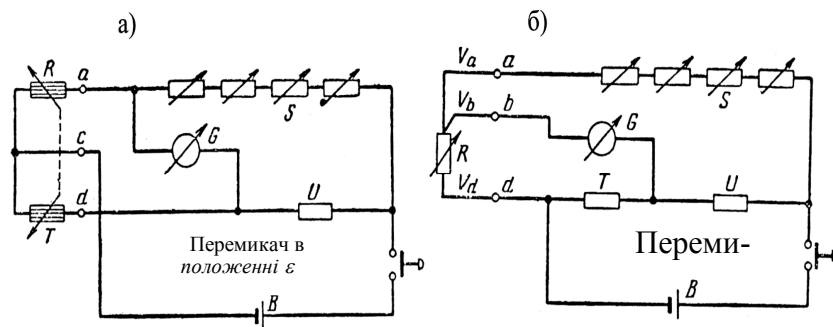 а)
R
a
S
G
c
d
T
U
Перемикач в
положенні ε
B
б)
Va
a
S
Vb
b
G
R
Vd
d
T
U
Переми-
B